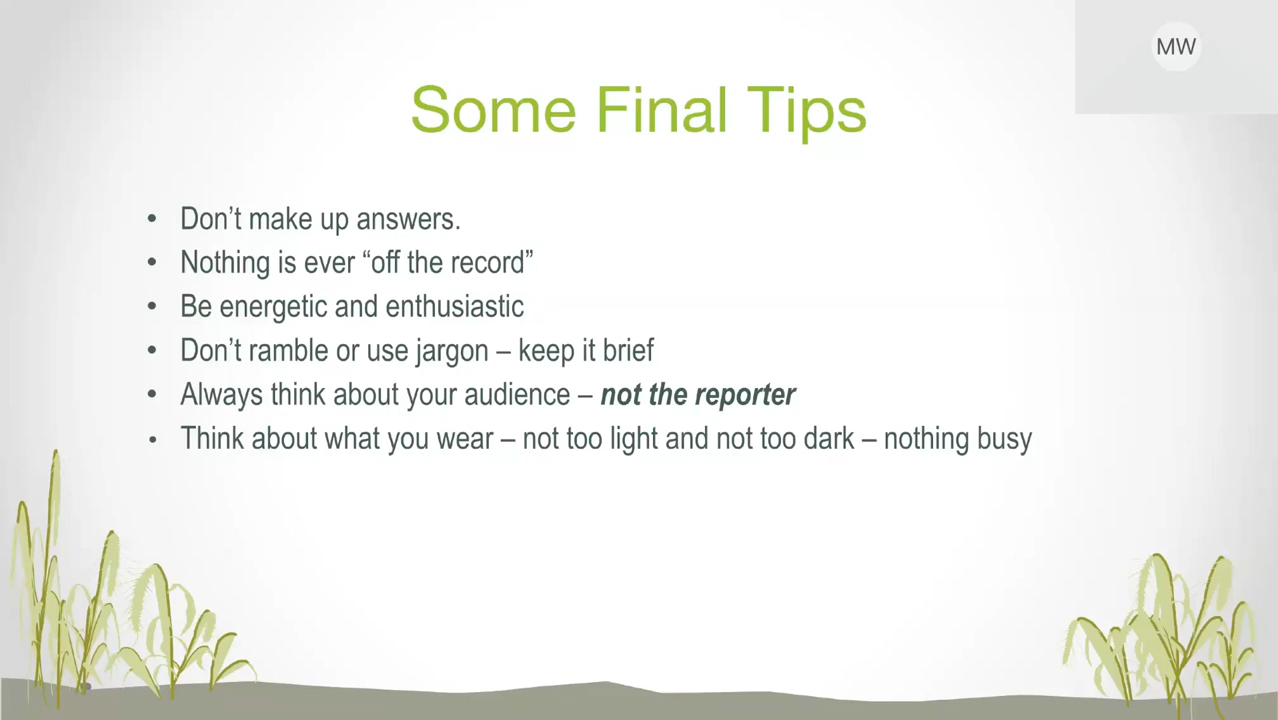 MW
Some Final Tips
• Don’t make up answers.
• Nothing is ever “off the record”
• Be energetic and enthusiastic
• Don’t ramble or use jargon – keep it brief
• Always think about your audience – not the reporter
• Think about what you wear – not too light and not too dark – nothing busy